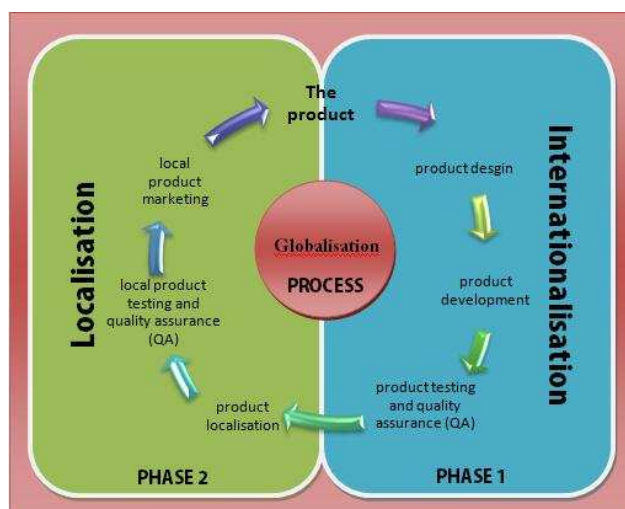 The
product
product desgin
product
development
product testing
and quality
assurance (QA)
Internationalisation
PHASE 1
product
localisation
local product
testing and
quality assurance
(QA)
local
product
marketing
Localisation
PHASE 2
Globalisation
PROCESS